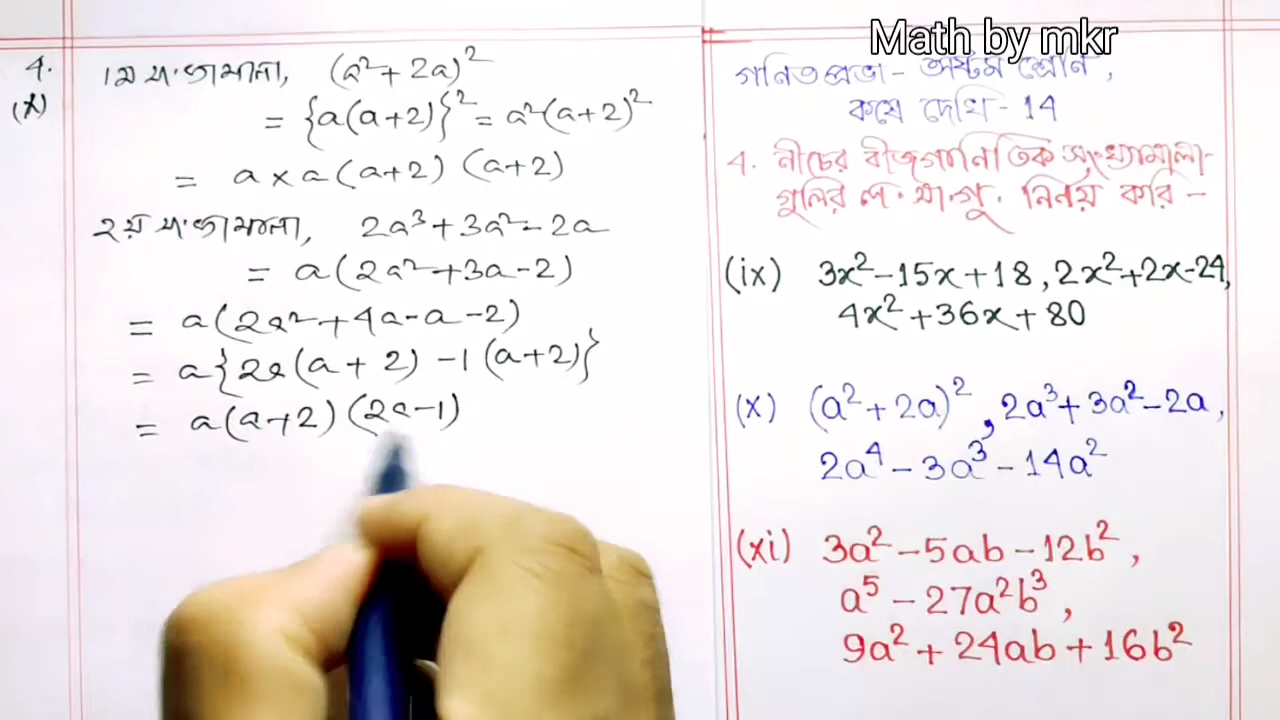 4. ১ম সংখ্যামালা, (a² + 2a)²
(x) = {a(a+2)}² = a²(a+2)²
= a × a (a+2) (a+2)
২য় সংখ্যামালা, 2a³ + 3a² - 2a
= a(2a² + 3a - 2)
= a(2a² + 4a - a - 2)
= a{2a(a + 2) - 1 (a+2)}
= a(a+2) (2a-1)
Math by mkr
গনিতপ্রভা - অষ্টম শ্রেনি,
কষে দেখি - 14
4. নীচের বীজগানিতিক সংখ্যামালা-
গুলির ল. সা. গু. নির্নয় করি -
(ix) 3x² - 15x + 18, 2x² + 2x - 24,
4x² + 36x + 80
(x) (a² + 2a)², 2a³ + 3a² - 2a,
2a⁴ - 3a³ - 14a²
(xi) 3a² - 5ab - 12b²,
a⁵ - 27a²b³,
9a² + 24ab + 16b²